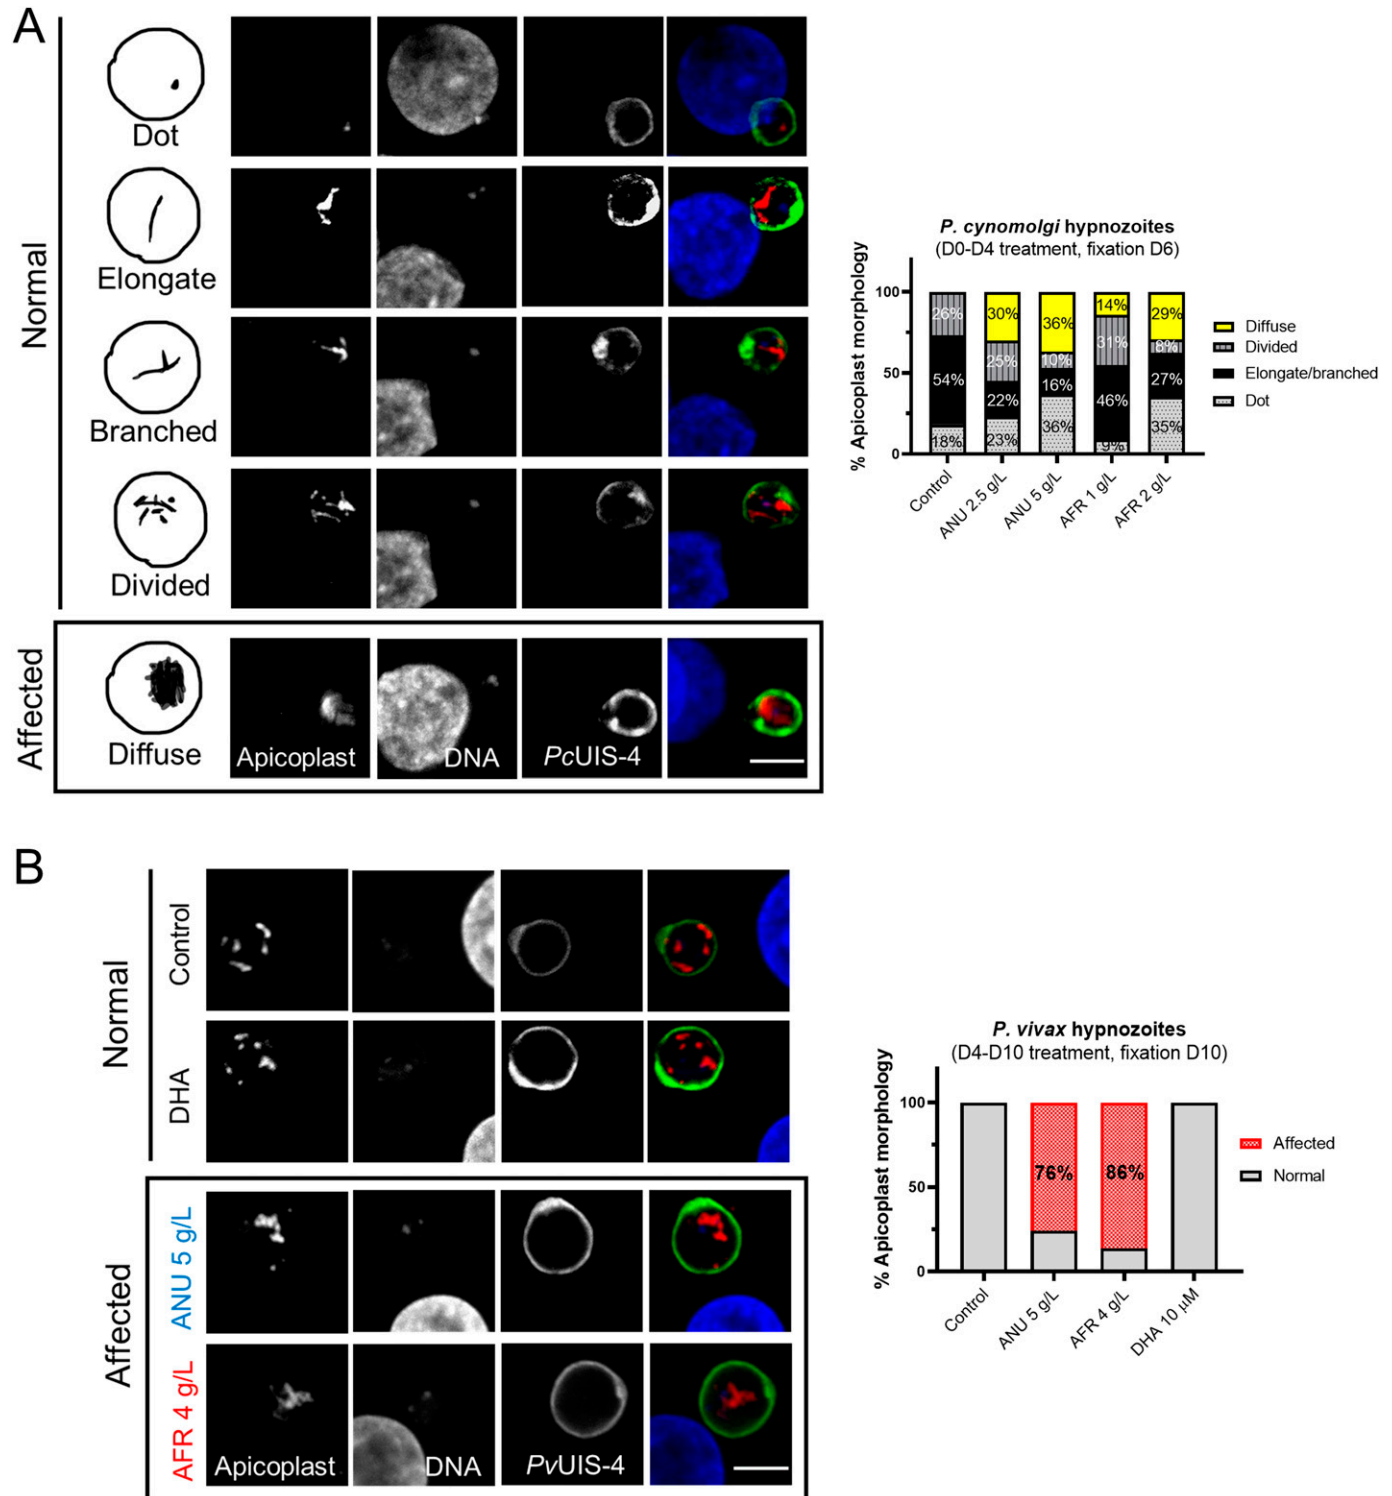 A
Normal
Dot
Elongate
Branched
Divided
Affected
Diffuse
Apicoplast
DNA
PcUIS-4
P. cynomolgi hypnozoites
(D0-D4 treatment, fixation D6)
% Apicoplast morphology
100
50
0
26%
54%
18%
30%
25%
22%
23%
36%
10%
16%
36%
14%
31%
46%
9%
29%
8%
27%
35%
Control
ANU 2.5 g/L
ANU 5 g/L
AFR 1 g/L
AFR 2 g/L
Diffuse
Divided
Elongate/branched
Dot
B
Normal
Control
DHA
Affected
ANU 5 g/L
AFR 4 g/L
Apicoplast
DNA
PvUIS-4
P. vivax hypnozoites
(D4-D10 treatment, fixation D10)
% Apicoplast morphology
100
50
0
76%
86%
Control
ANU 5 g/L
AFR 4 g/L
DHA 10 µM
Affected
Normal